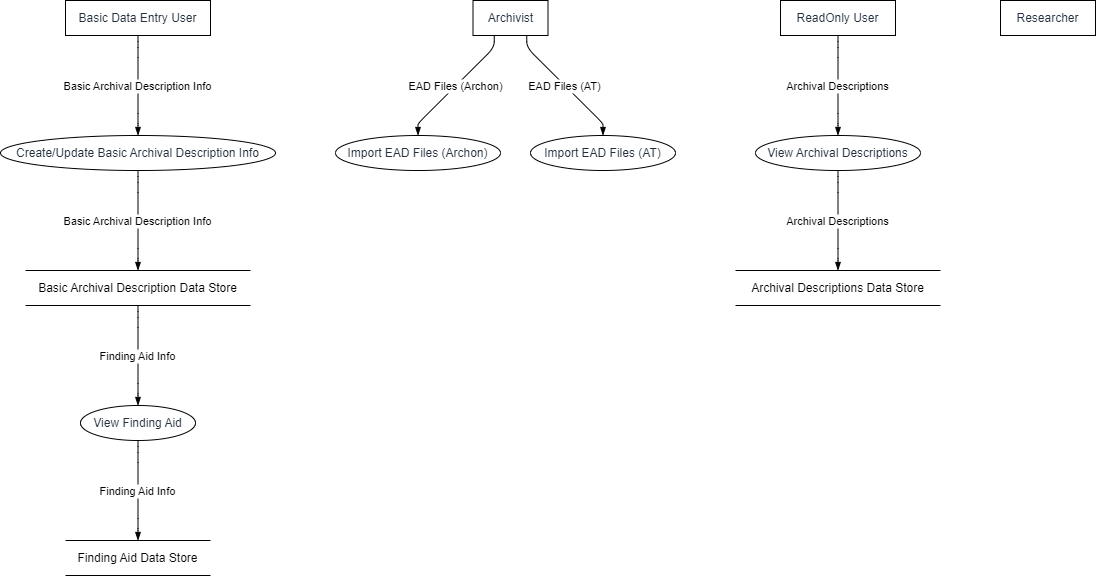 Basic Data Entry User
Archivist
ReadOnly User
Researcher
Basic Archival Description Info
EAD Files (Archon)
EAD Files (AT)
Archival Descriptions
Create/Update Basic Archival Description Info
Import EAD Files (Archon)
Import EAD Files (AT)
View Archival Descriptions
Basic Archival Description Info
Archival Descriptions
Basic Archival Description Data Store
Archival Descriptions Data Store
Finding Aid Info
View Finding Aid
Finding Aid Info
Finding Aid Data Store